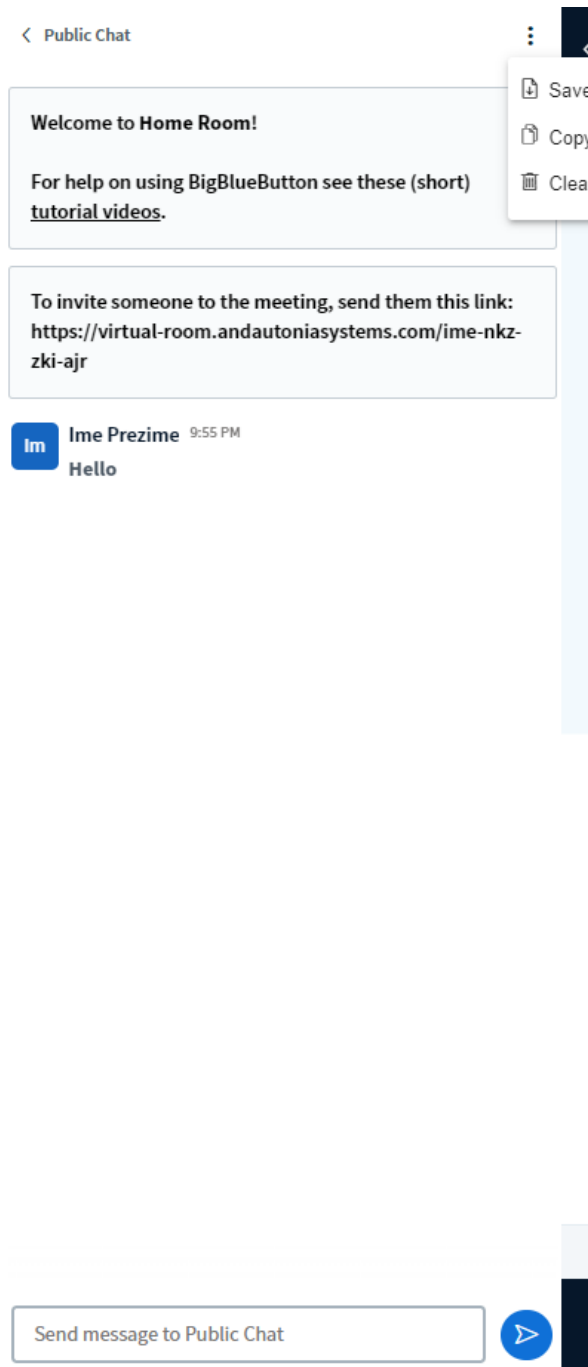 Public Chat
Save
Copy
Welcome to Home Room!
For help on using BigBlueButton see these (short)
tutorial videos.
To invite someone to the meeting, send them this link:
https://virtual-room.andautoniasystems.com/ime-nkz-
zki-ajr
Im
Ime Prezime 9:55 PM
Hello
Send message to Public Chat